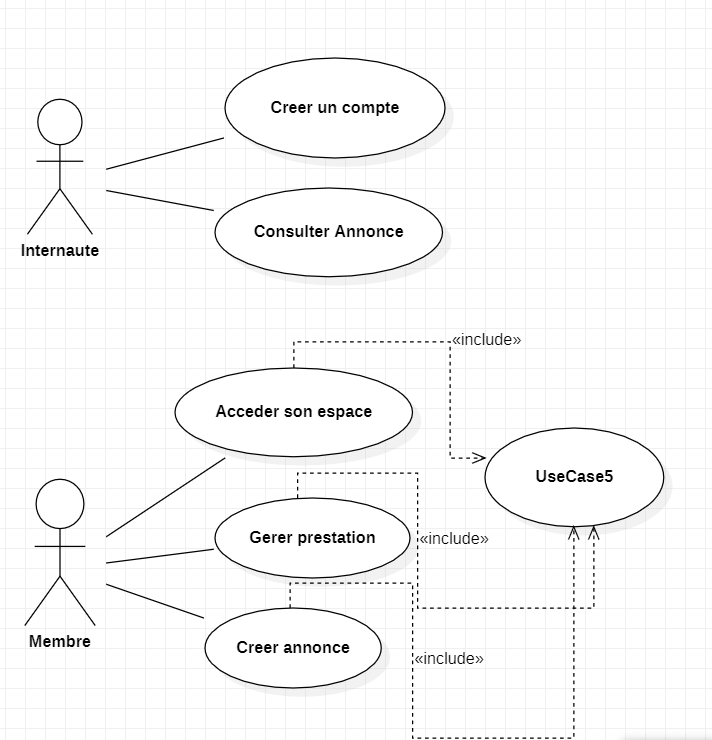 Creer un compte
Consulter Annonce
Internaute
«include»
Acceder son espace
UseCase5
Gerer prestation
«include»
Membre
Creer annonce
«include»